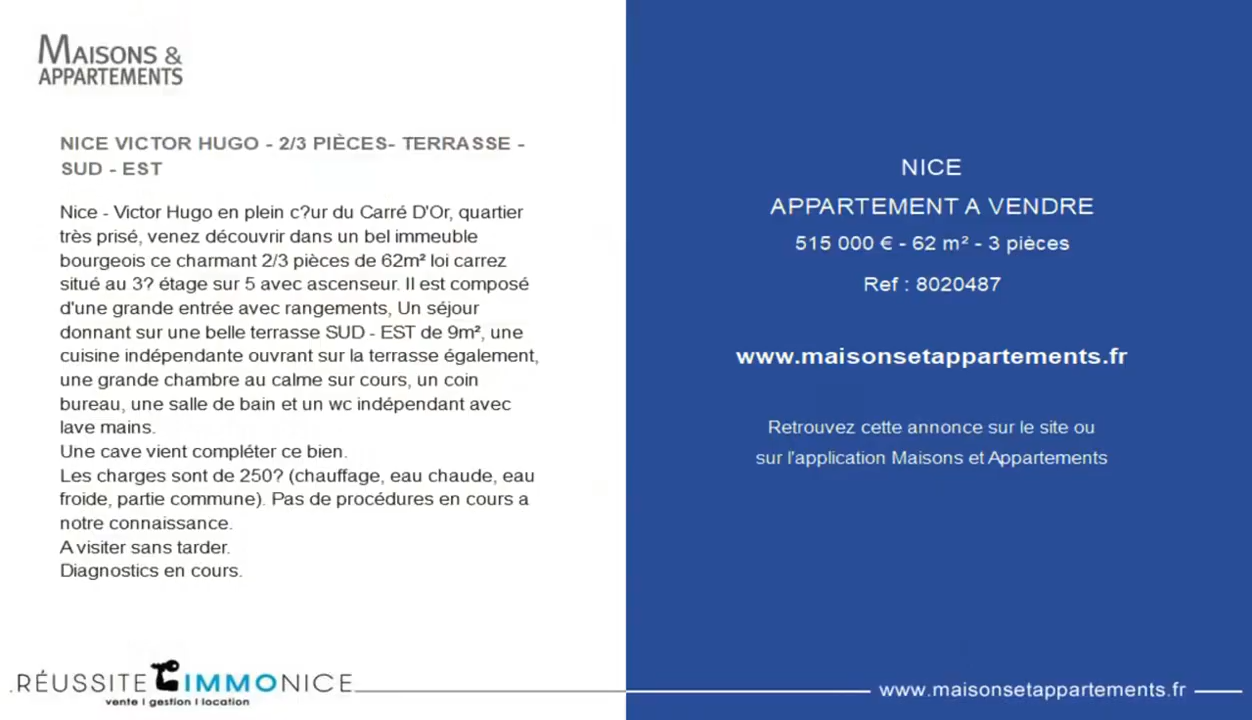 MAISONS &
APPARTEMENTS
NICE VICTOR HUGO - 2/3 PIÈCES- TERRASSE -
SUD - EST
Nice - Victor Hugo en plein c?ur du Carré D'Or, quartier
très prisé, venez découvrir dans un bel immeuble
bourgeois ce charmant 2/3 pièces de 62m² loi carrez
situé au 3? étage sur 5 avec ascenseur. Il est composé
d'une grande entrée avec rangements, Un séjour
donnant sur une belle terrasse SUD - EST de 9m², une
cuisine indépendante ouvrant sur la terrasse également,
une grande chambre au calme sur cours, un coin
bureau, une salle de bain et un wc indépendant avec
lave mains.
Une cave vient compléter ce bien.
Les charges sont de 250? (chauffage, eau chaude, eau
froide, partie commune). Pas de procédures en cours a
notre connaissance.
A visiter sans tarder.
Diagnostics en cours.
.RÉUSSITE IMMONICE
vente | gestion | location
NICE
APPARTEMENT A VENDRE
515 000 € - 62 m² - 3 pièces
Ref : 8020487
www.maisonsetappartements.fr
Retrouvez cette annonce sur le site ou
sur l'application Maisons et Appartements
www.maisonsetappartements.fr